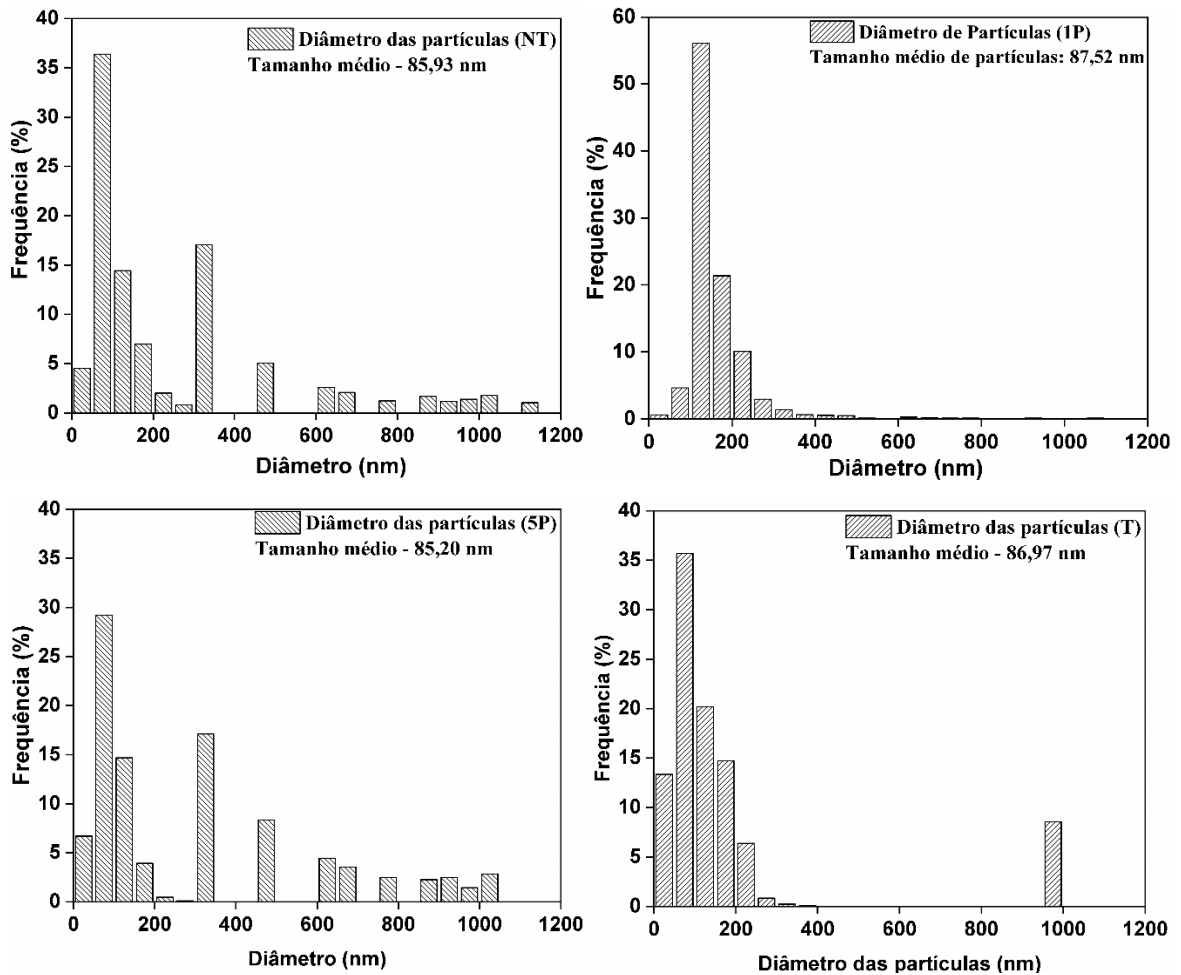 Diâmetro das partículas (NT)
Tamanho médio - 85,93 nm
Frequência (%)
40
35
30
25
20
15
10
5
0
0 200 400 600 800 1000 1200
Diâmetro (nm)
Diâmetro de Partículas (1P)
Tamanho médio de partículas: 87,52 nm
Frequência (%)
60
50
40
30
20
10
0
0 200 400 600 800 1000 1200
Diâmetro (nm)
Diâmetro das partículas (5P)
Tamanho médio - 85,20 nm
Frequência (%)
40
35
30
25
20
15
10
5
0
0 200 400 600 800 1000 1200
Diâmetro (nm)
Diâmetro das partículas (T)
Tamanho médio - 86,97 nm
Frequência (%)
40
35
30
25
20
15
10
5
0
0 200 400 600 800 1000 1200
Diâmetro das partículas (nm)